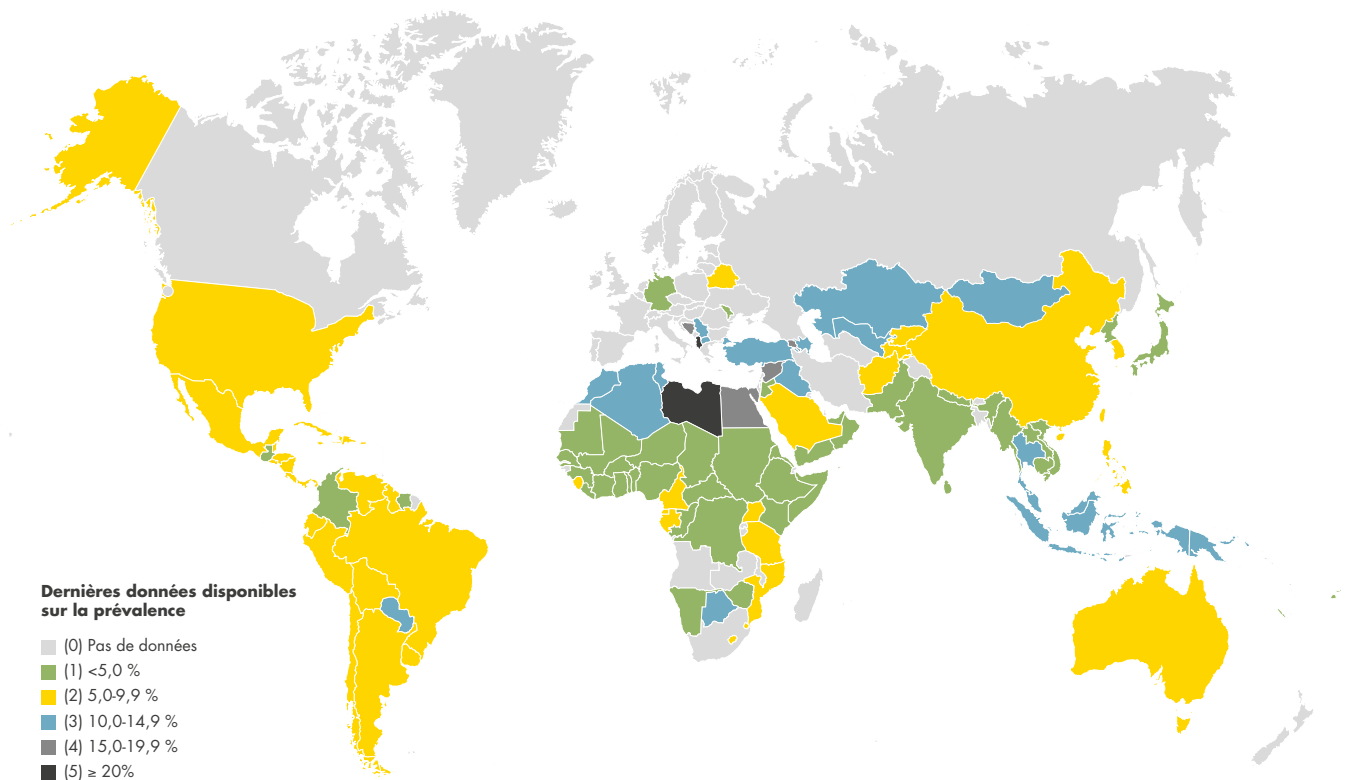 Dernières données disponibles
sur la prévalence
(0) Pas de données
(1) <5,0 %
(2) 5,0-9,9 %
(3) 10,0-14,9 %
(4) 15,0-19,9 %
(5) ≥ 20%